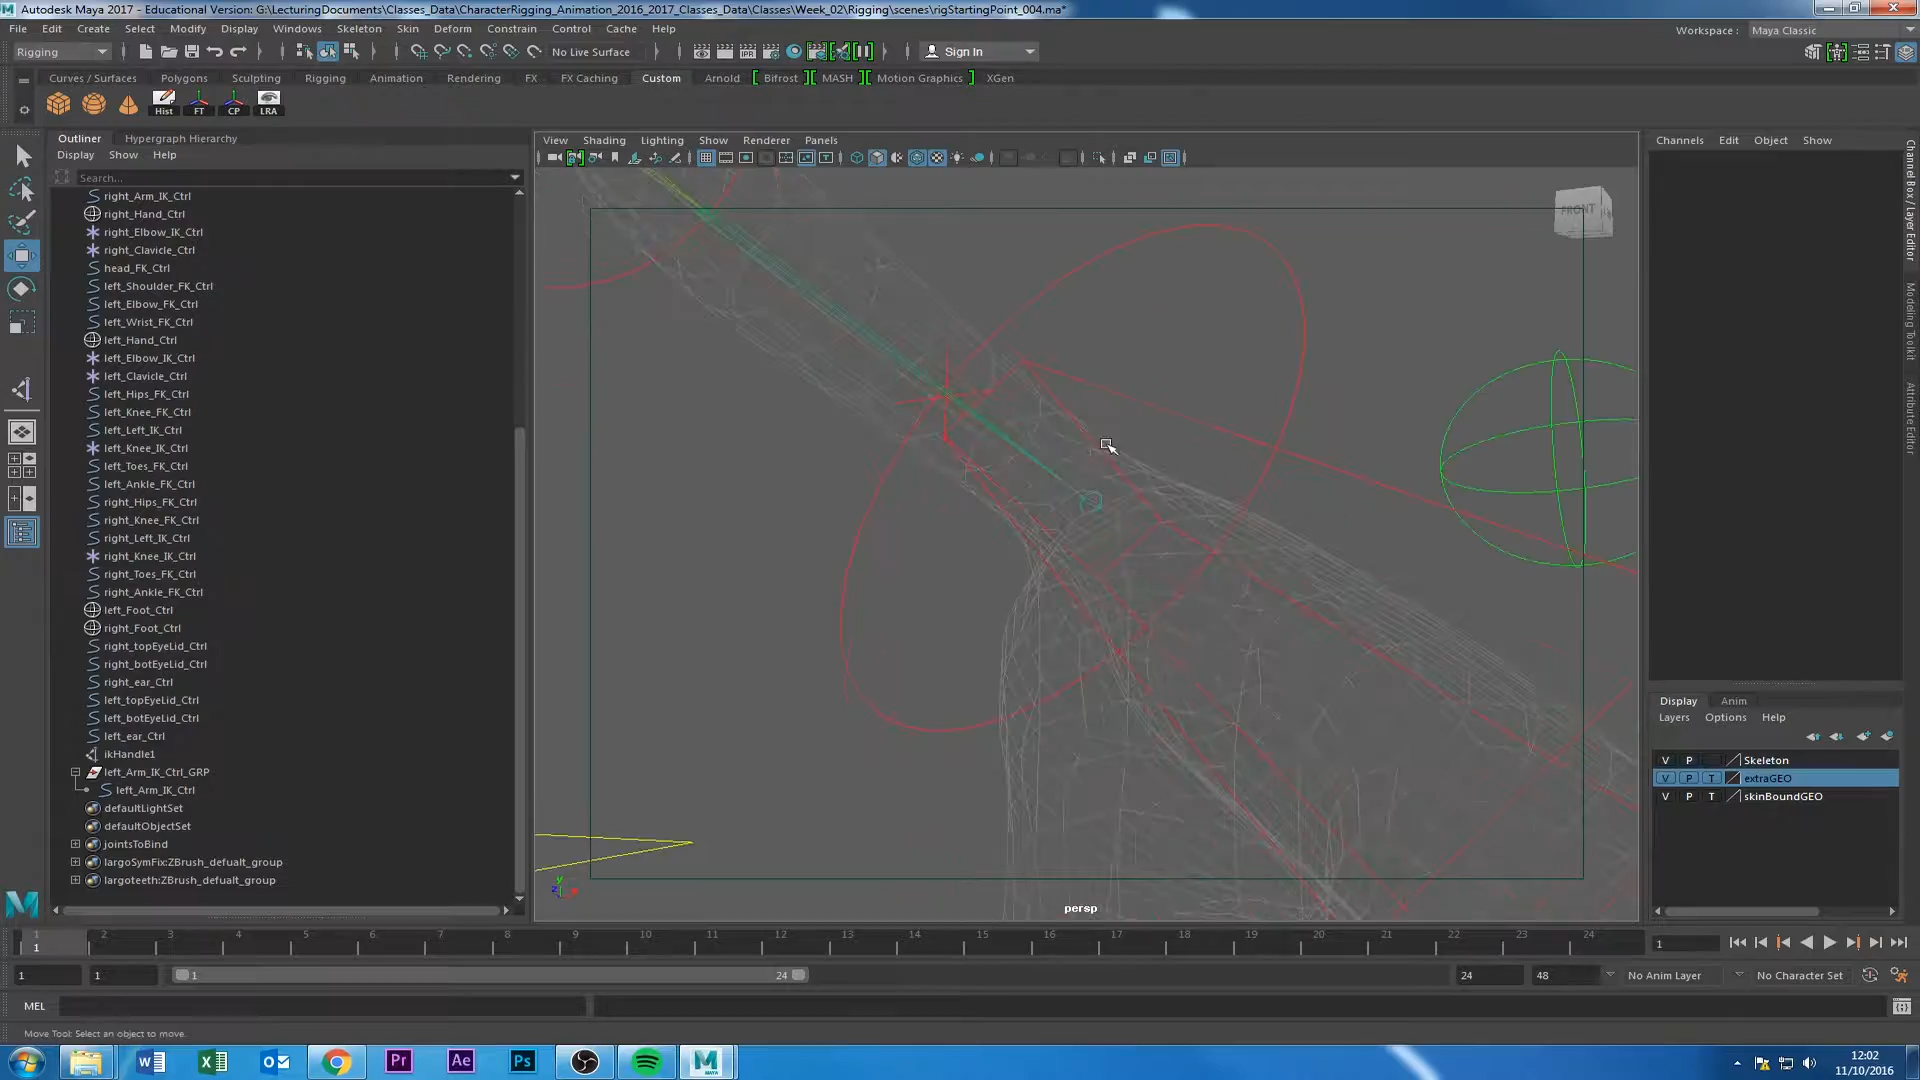 Autodesk Maya 2017 - Educational Version: G:\LecturingDocuments\Classes_Data\CharacterRigging_Animation_2016_2017_Classes_Data\Classes\Week_02\Rigging\scenes\rigStartingPoint_004.ma*
File Edit Create Select Modify Display Windows Skeleton Skin Deform Constrain Control Cache Help
Workspace : Maya Classic
Rigging No Live Surface Sign In
Curves / Surfaces Polygons Sculpting Rigging Animation Rendering FX FX Caching Custom Arnold Bifrost MASH Motion Graphics XGen
Hist FT CP LRA
Outliner Hypergraph Hierarchy
Display Show Help
Search...
right_Arm_IK_Ctrl
right_Hand_Ctrl
right_Elbow_IK_Ctrl
right_Clavicle_Ctrl
head_FK_Ctrl
left_Shoulder_FK_Ctrl
left_Elbow_FK_Ctrl
left_Wrist_FK_Ctrl
left_Hand_Ctrl
left_Elbow_IK_Ctrl
left_Clavicle_Ctrl
left_Hips_FK_Ctrl
left_Knee_FK_Ctrl
left_Left_IK_Ctrl
left_Knee_IK_Ctrl
left_Toes_FK_Ctrl
left_Ankle_FK_Ctrl
right_Hips_FK_Ctrl
right_Knee_FK_Ctrl
right_Left_IK_Ctrl
right_Knee_IK_Ctrl
right_Toes_FK_Ctrl
right_Ankle_FK_Ctrl
left_Foot_Ctrl
right_Foot_Ctrl
right_topEyeLid_Ctrl
right_botEyeLid_Ctrl
right_ear_Ctrl
left_topEyeLid_Ctrl
left_botEyeLid_Ctrl
left_ear_Ctrl
ikHandle1
left_Arm_IK_Ctrl_GRP
left_Arm_IK_Ctrl
defaultLightSet
defaultObjectSet
jointsToBind
largoSymFix:ZBrush_defualt_group
largoteeth:ZBrush_defualt_group
View Shading Lighting Show Renderer Panels
FRONT
persp
Channels Edit Object Show
Channel Box / Layer Editor
Modeling Toolkit
Attribute Editor
Display Anim
Layers Options Help
V P Skeleton
V P T extraGEO
V P T skinBoundGEO
1 2 3 4 5 6 7 8 9 10 11 12 13 14 15 16 17 18 19 20 21 22 23 24
1 1
1 1 1 24 24 48 No Anim Layer No Character Set
MEL
Move Tool: Select an object to move.
12:02
11/10/2016